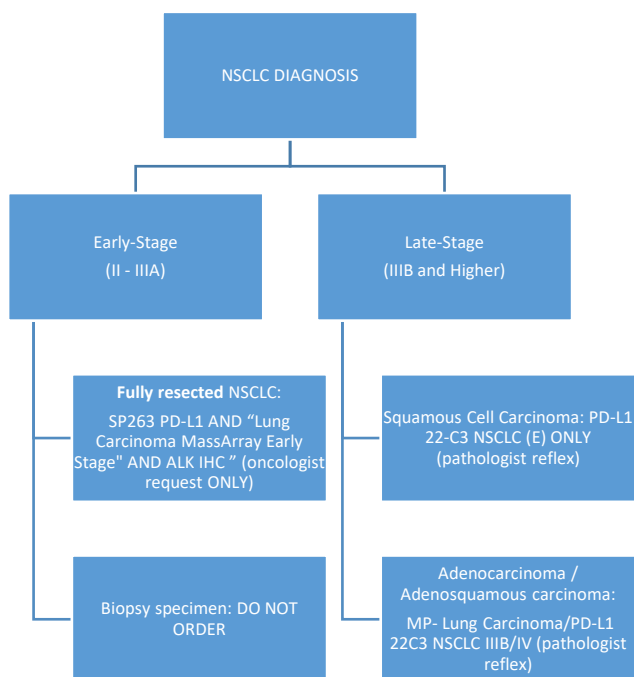 NSCLC DIAGNOSIS
Early-Stage
(II - IIIA)
Late-Stage
(IIIB and Higher)
Fully resected NSCLC:
SP263 PD-L1 AND “Lung
Carcinoma MassArray Early
Stage" AND ALK IHC ” (oncologist
request ONLY)
Biopsy specimen: DO NOT
ORDER
Squamous Cell Carcinoma: PD-L1
22-C3 NSCLC (E) ONLY
(pathologist reflex)
Adenocarcinoma /
Adenosquamous carcinoma:
MP- Lung Carcinoma/PD-L1
22C3 NSCLC IIIB/IV (pathologist
reflex)